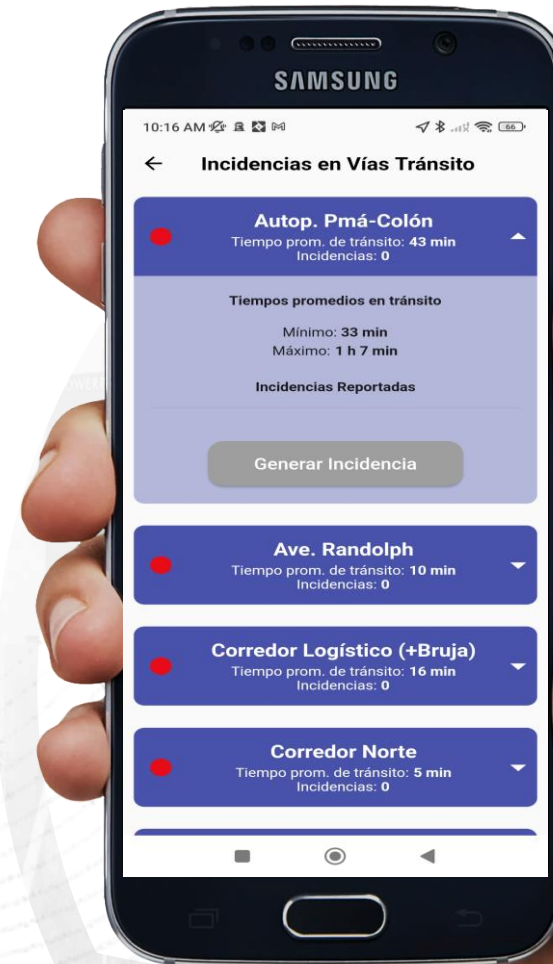 SAMSUNG
10:16 AM
66
Incidencias en Vías Tránsito
Autop. Pmá-Colón
Tiempo prom. de tránsito: 43 min
Incidencias: 0
Tiempos promedios en tránsito
Mínimo: 33 min
Máximo: 1 h 7 min
Incidencias Reportadas
Generar Incidencia
Ave. Randolph
Tiempo prom. de tránsito: 10 min
Incidencias: 0
Corredor Logístico (+Bruja)
Tiempo prom. de tránsito: 16 min
Incidencias: 0
Corredor Norte
Tiempo prom. de tránsito: 5 min
Incidencias: 0